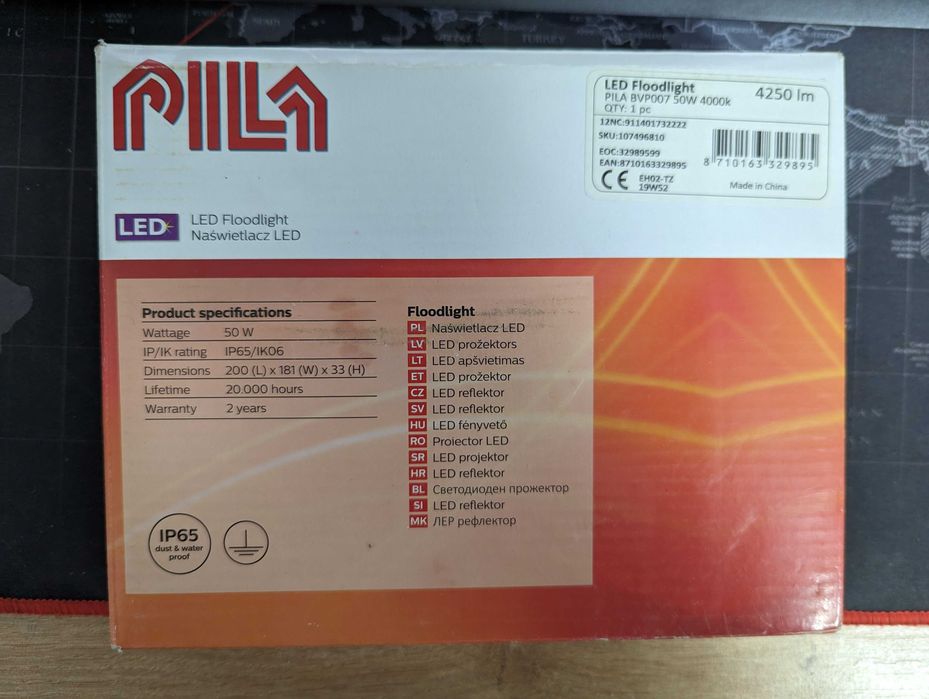 PILA
LED Floodlight
PILA BVP007 50W 4000k
QTY: 1 pc
4250 lm
12NC:911401732222
SKU:107496810
EOC:32989599
EAN:8710163329895
8 710163 329895
CE EH02-TZ
19W52
Made in China
LED
LED Floodlight
Naświetlacz LED
Product specifications
Wattage 50 W
IP/IK rating IP65/IK06
Dimensions 200 (L) x 181 (W) x 33 (H)
Lifetime 20.000 hours
Warranty 2 years
Floodlight
PL Naświetlacz LED
LV LED prožektors
LT LED apšvietimas
ET LED prožektor
CZ LED reflektor
SV LED reflektor
HU LED fényvető
RO Proiector LED
SR LED projektor
HR LED reflektor
BL Светодиоден прожектор
SI LED reflektor
MK ЛЕР рефлектор
IP65
dust & water
proof
TURKEY